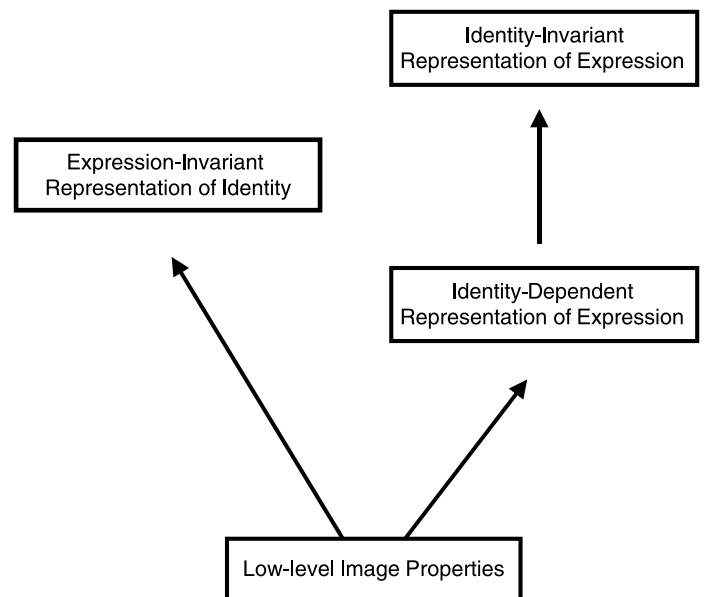 Identity-Invariant
Representation of Expression
Expression-Invariant
Representation of Identity
Identity-Dependent
Representation of Expression
Low-level Image Properties